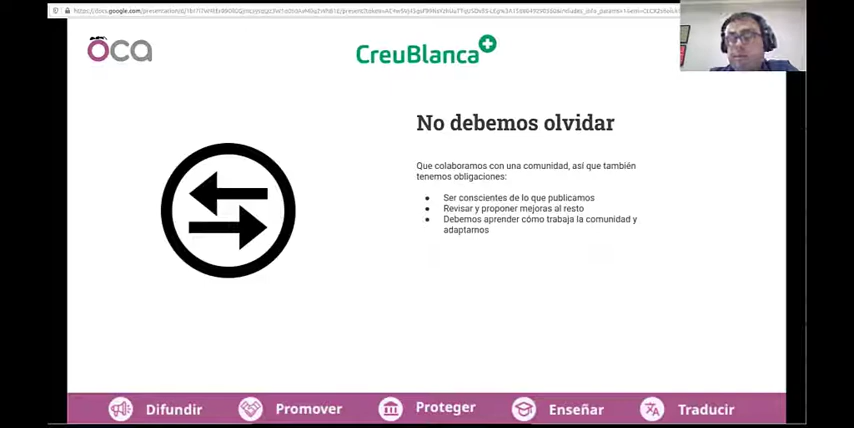 oca
CreuBlanca
No debemos olvidar
Que colaboramos con una comunidad, así que también
tenemos obligaciones:
● Ser conscientes de lo que publicamos
● Revisar y proponer mejoras al resto
● Debemos aprender cómo trabaja la comunidad y
adaptarnos
Difundir
Promover
Proteger
Enseñar
Traducir